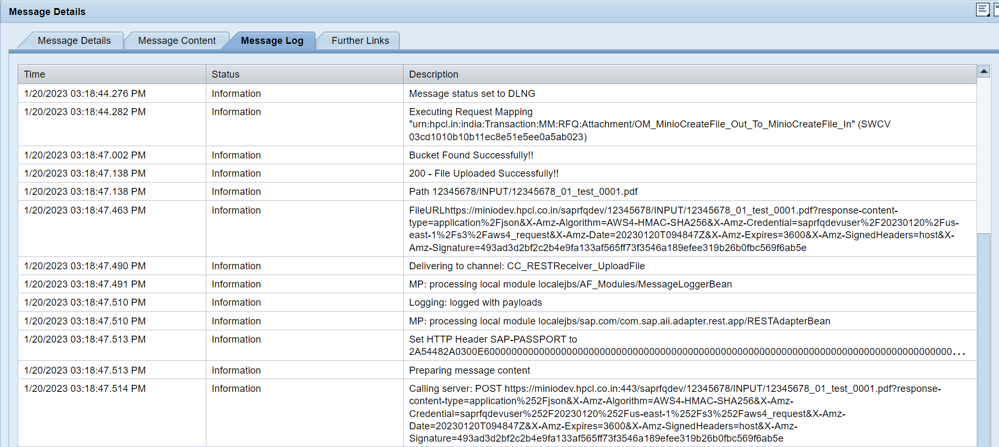 Message Details
Message Details Message Content Message Log Further Links
Time Status Description
1/20/2023 03:18:44.276 PM Information Message status set to DLNG
1/20/2023 03:18:44.282 PM Information Executing Request Mapping
"urn:hpcl.in:india:Transaction:MM:RFQ:Attachment/OM_MinioCreateFile_Out_To_MinioCreateFile_In" (SWCV
03cd1010b10b11ec8e51e5ee0a5ab023)
1/20/2023 03:18:47.002 PM Information Bucket Found Successfully!!
1/20/2023 03:18:47.138 PM Information 200 - File Uploaded Successfully!!
1/20/2023 03:18:47.138 PM Information Path 12345678/INPUT/12345678_01_test_0001.pdf
1/20/2023 03:18:47.463 PM Information FileURLhttps://miniodev.hpcl.co.in/saprfqdev/12345678/INPUT/12345678_01_test_0001.pdf?response-content-
type=application%2Fjson&X-Amz-Algorithm=AWS4-HMAC-SHA256&X-Amz-Credential=saprfqdevuser%2F20230120%2Fus-
east-1%2Fs3%2Faws4_request&X-Amz-Date=20230120T094847Z&X-Amz-Expires=3600&X-Amz-SignedHeaders=host&X-
Amz-Signature=493ad3d2bf2c2b4e9fa133af565ff73f3546a189efee319b26b0fbc569f6ab5e
1/20/2023 03:18:47.490 PM Information Delivering to channel: CC_RESTReceiver_UploadFile
1/20/2023 03:18:47.491 PM Information MP: processing local module localejbs/AF_Modules/MessageLoggerBean
1/20/2023 03:18:47.510 PM Information Logging: logged with payloads
1/20/2023 03:18:47.510 PM Information MP: processing local module localejbs/sap.com/com.sap.aii.adapter.rest.app/RESTAdapterBean
1/20/2023 03:18:47.513 PM Information Set HTTP Header SAP-PASSPORT to
1/20/2023 03:18:47.513 PM Information Preparing message content
1/20/2023 03:18:47.514 PM Information Calling server: POST https://miniodev.hpcl.co.in:443/saprfqdev/12345678/INPUT/12345678_01_test_0001.pdf?response-
content-type=application%252Fjson&X-Amz-Algorithm=AWS4-HMAC-SHA256&X-Amz-
Credential=saprfqdevuser%252F20230120%252Fus-east-1%252Fs3%252Faws4_request&X-Amz-
Date=20230120T094847Z&X-Amz-Expires=3600&X-Amz-SignedHeaders=host&X-Amz-
Signature=493ad3d2bf2c2b4e9fa133af565ff73f3546a189efee319b26b0fbc569f6ab5e